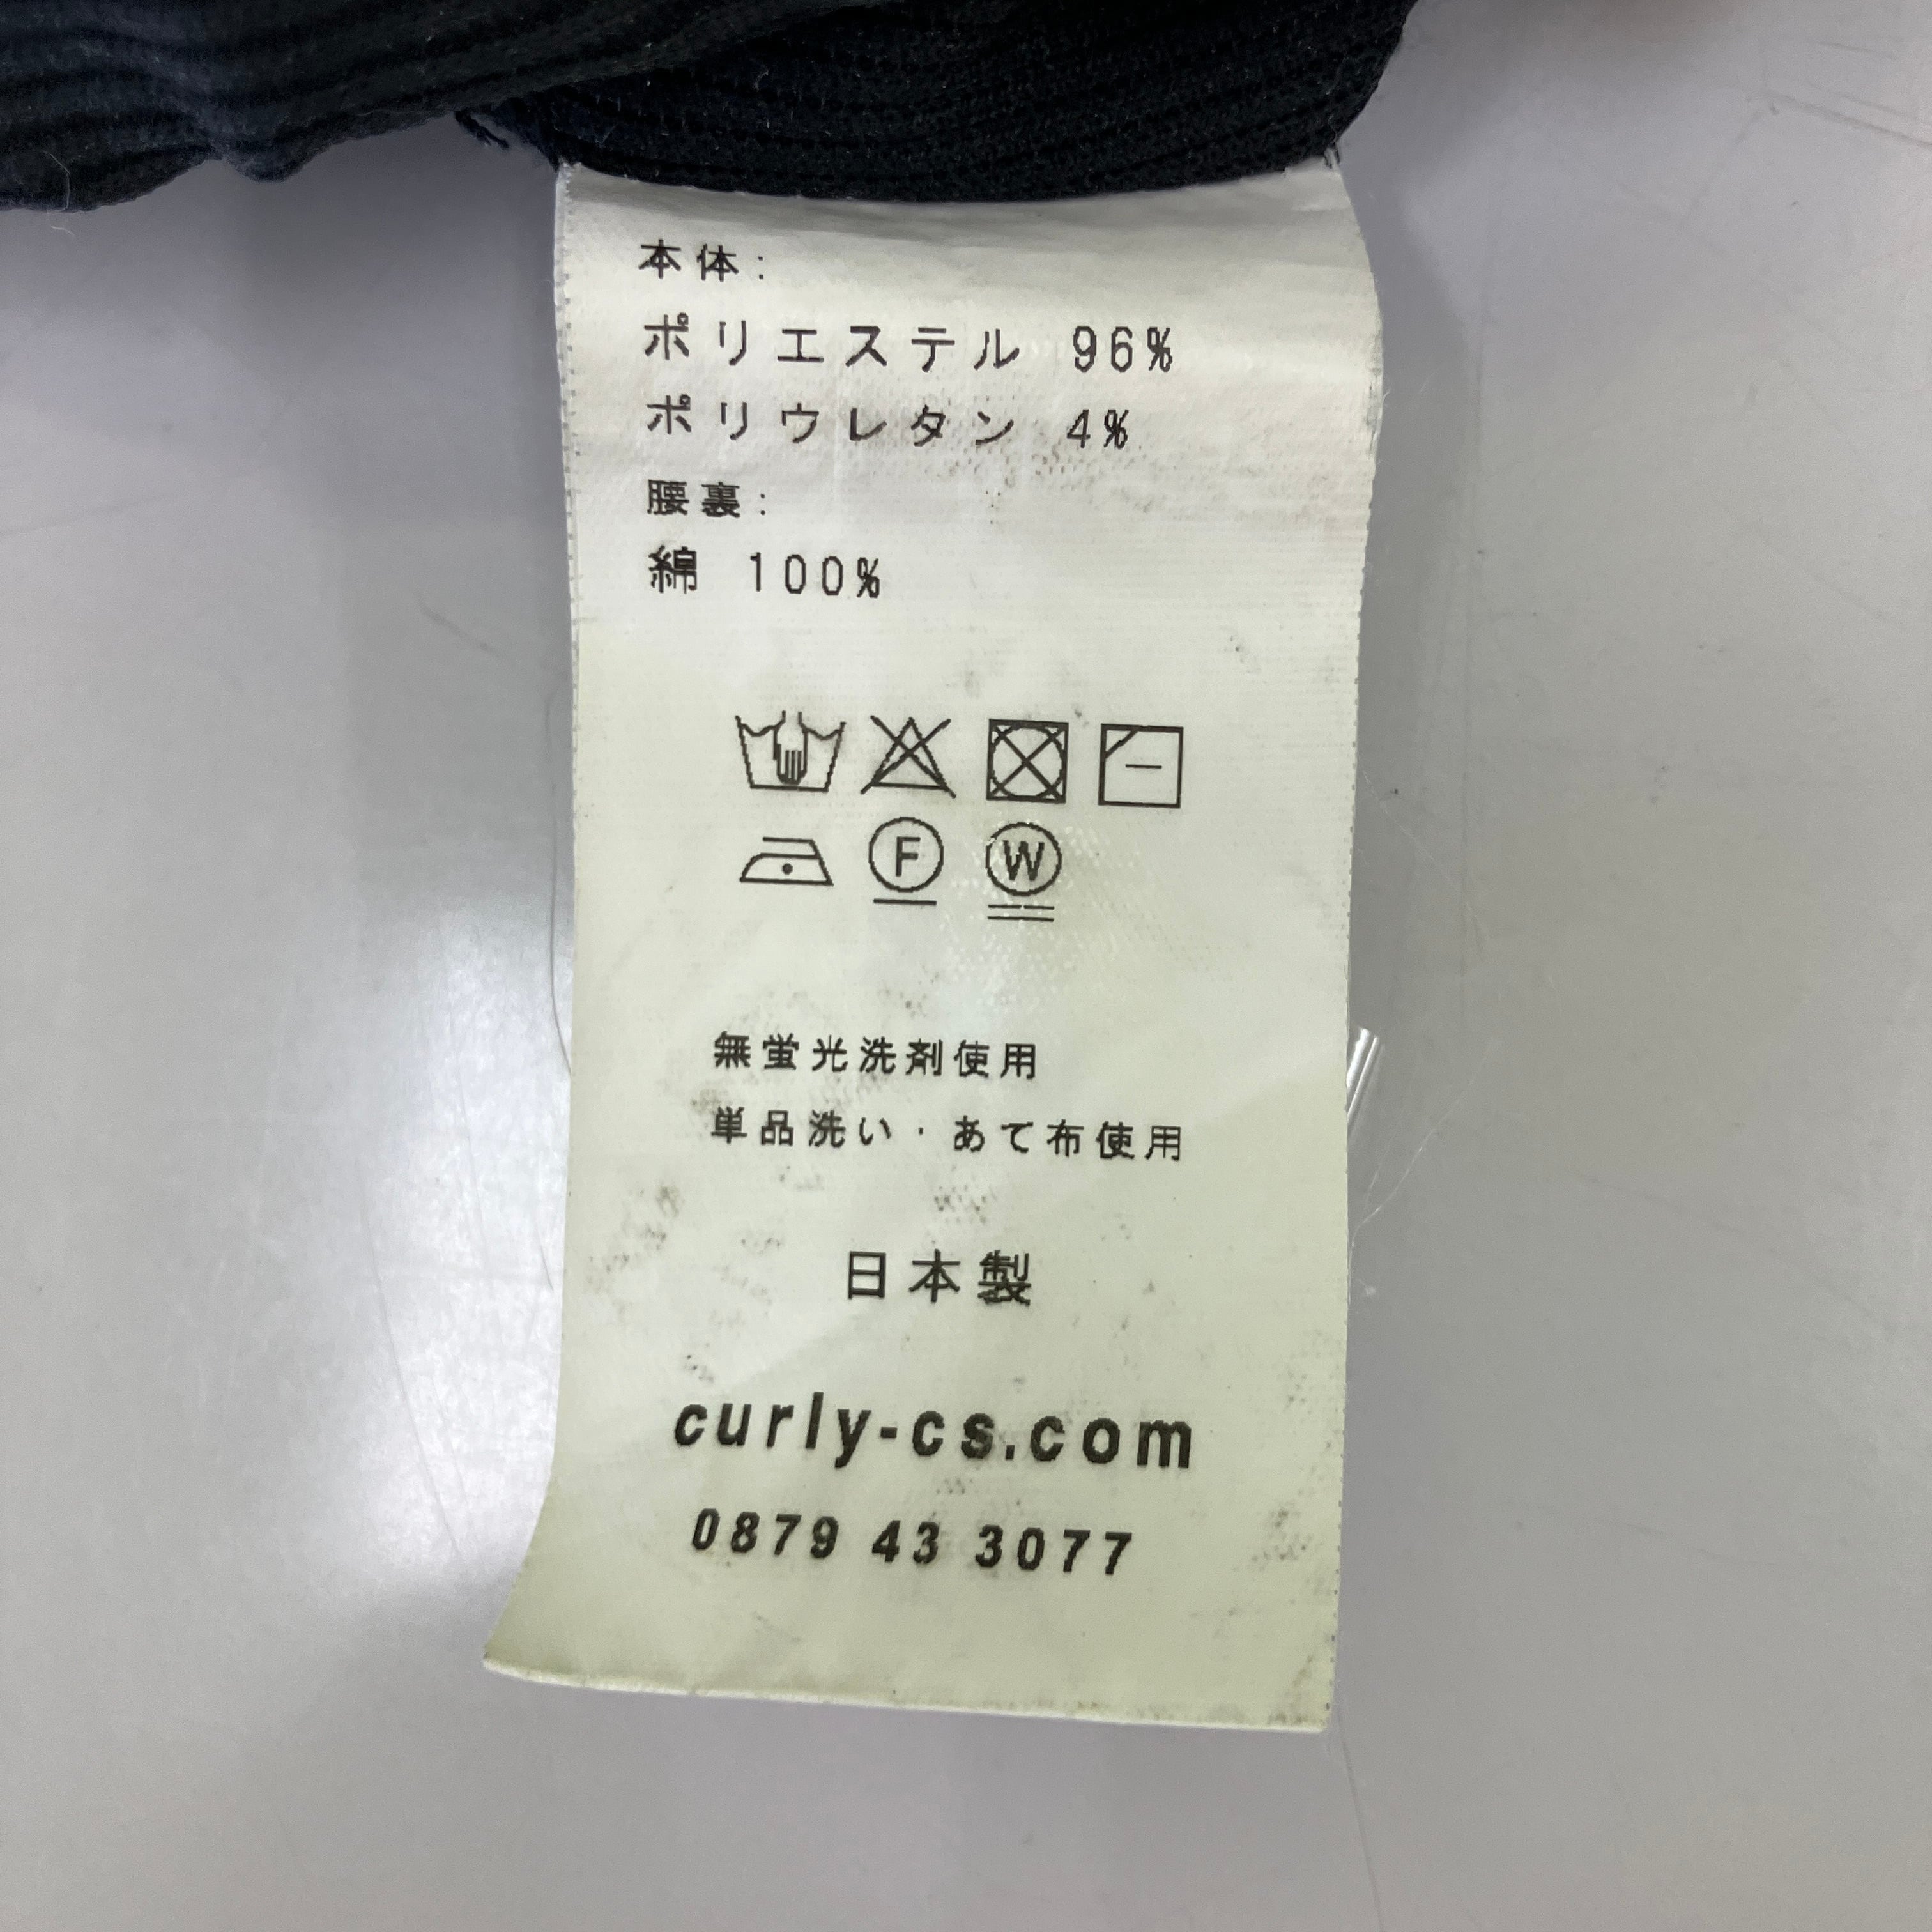 本体:
ポリエステル 96%
ポリウレタン 4%
腰裏:
綿 100%
F W
無蛍光洗剤使用
単品洗い・あて布使用
日本製
curly-cs.com
0879 43 3077